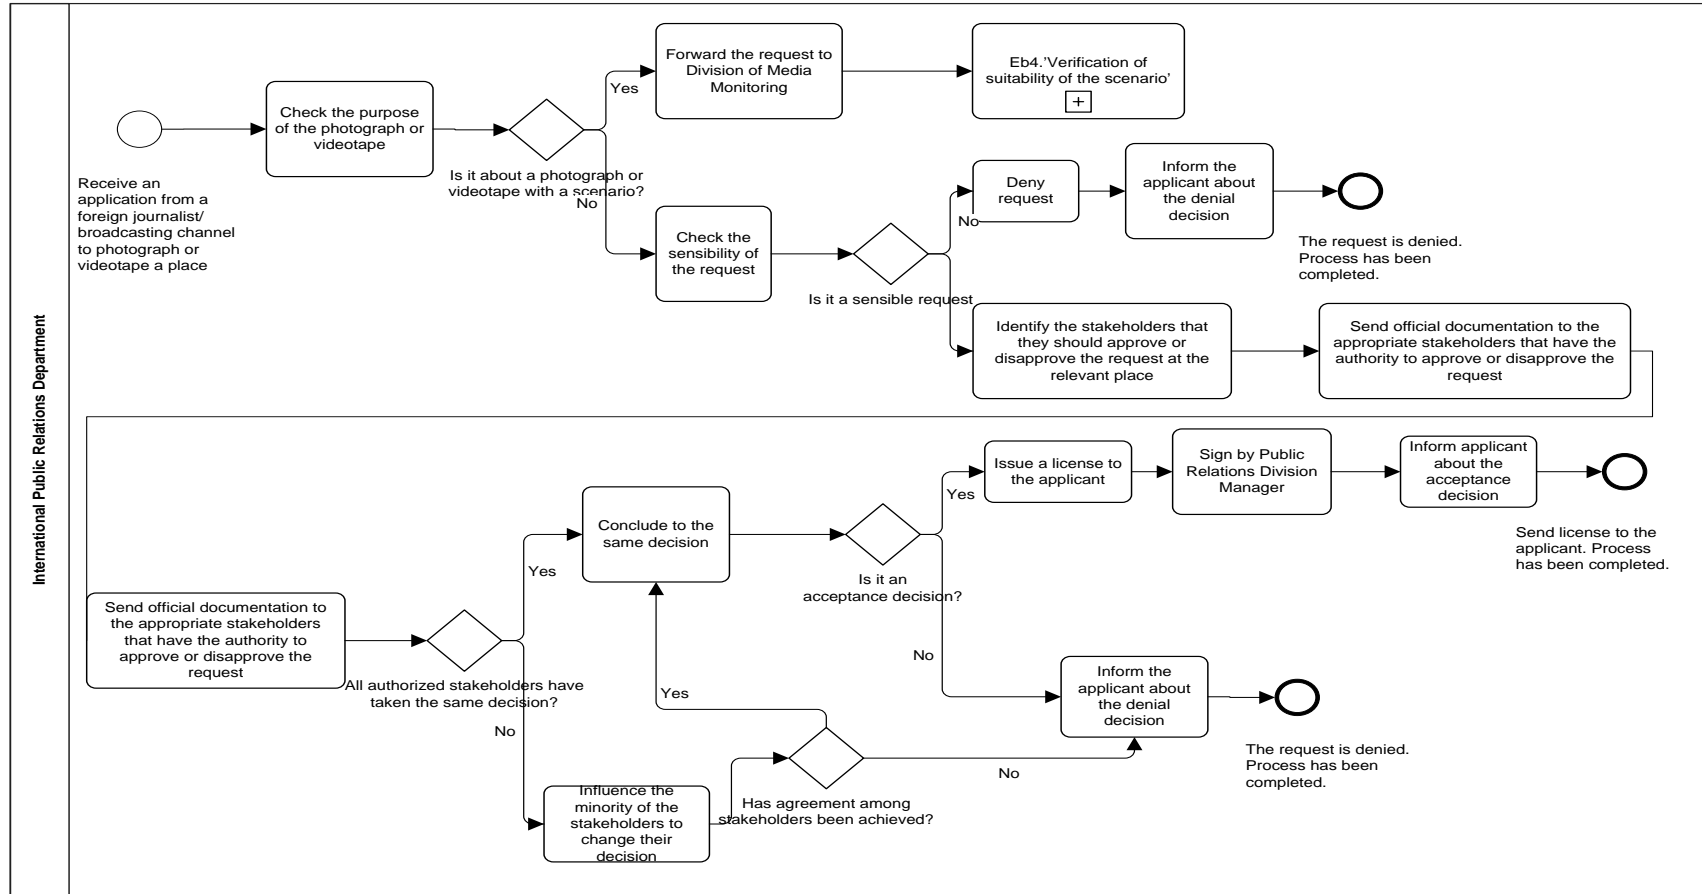 International Public Relations Department
Receive an
application from a
foreign journalist/
broadcasting channel
to photograph or
videotape a place
Check the purpose
of the photograph or
videotape
Is it about a photograph or
videotape with a scenario?
Yes
Forward the request to
Division of Media
Monitoring
Eb4.’Verification of
suitability of the scenario’
No
Check the
sensibility of
the request
Is it a sensible request
No
Deny
request
Inform the
applicant about
the denial
decision
The request is denied.
Process has been
completed.
Identify the stakeholders that
they should approve or
disapprove the request at the
relevant place
Send official documentation to the
appropriate stakeholders that have the
authority to approve or disapprove the
request
Send official documentation to
the appropriate stakeholders
that have the authority to
approve or disapprove the
request
All authorized stakeholders have
taken the same decision?
Yes
Conclude to the
same decision
Is it an
acceptance decision?
Yes
Issue a license to
the applicant
Sign by Public
Relations Division
Manager
Inform applicant
about the
acceptance
decision
Send license to the
applicant. Process
has been completed.
No
Inform the
applicant about
the denial
decision
The request is denied.
Process has been
completed.
No
Influence the
minority of the
stakeholders to
change their
decision
Has agreement among
stakeholders been achieved?
Yes
No